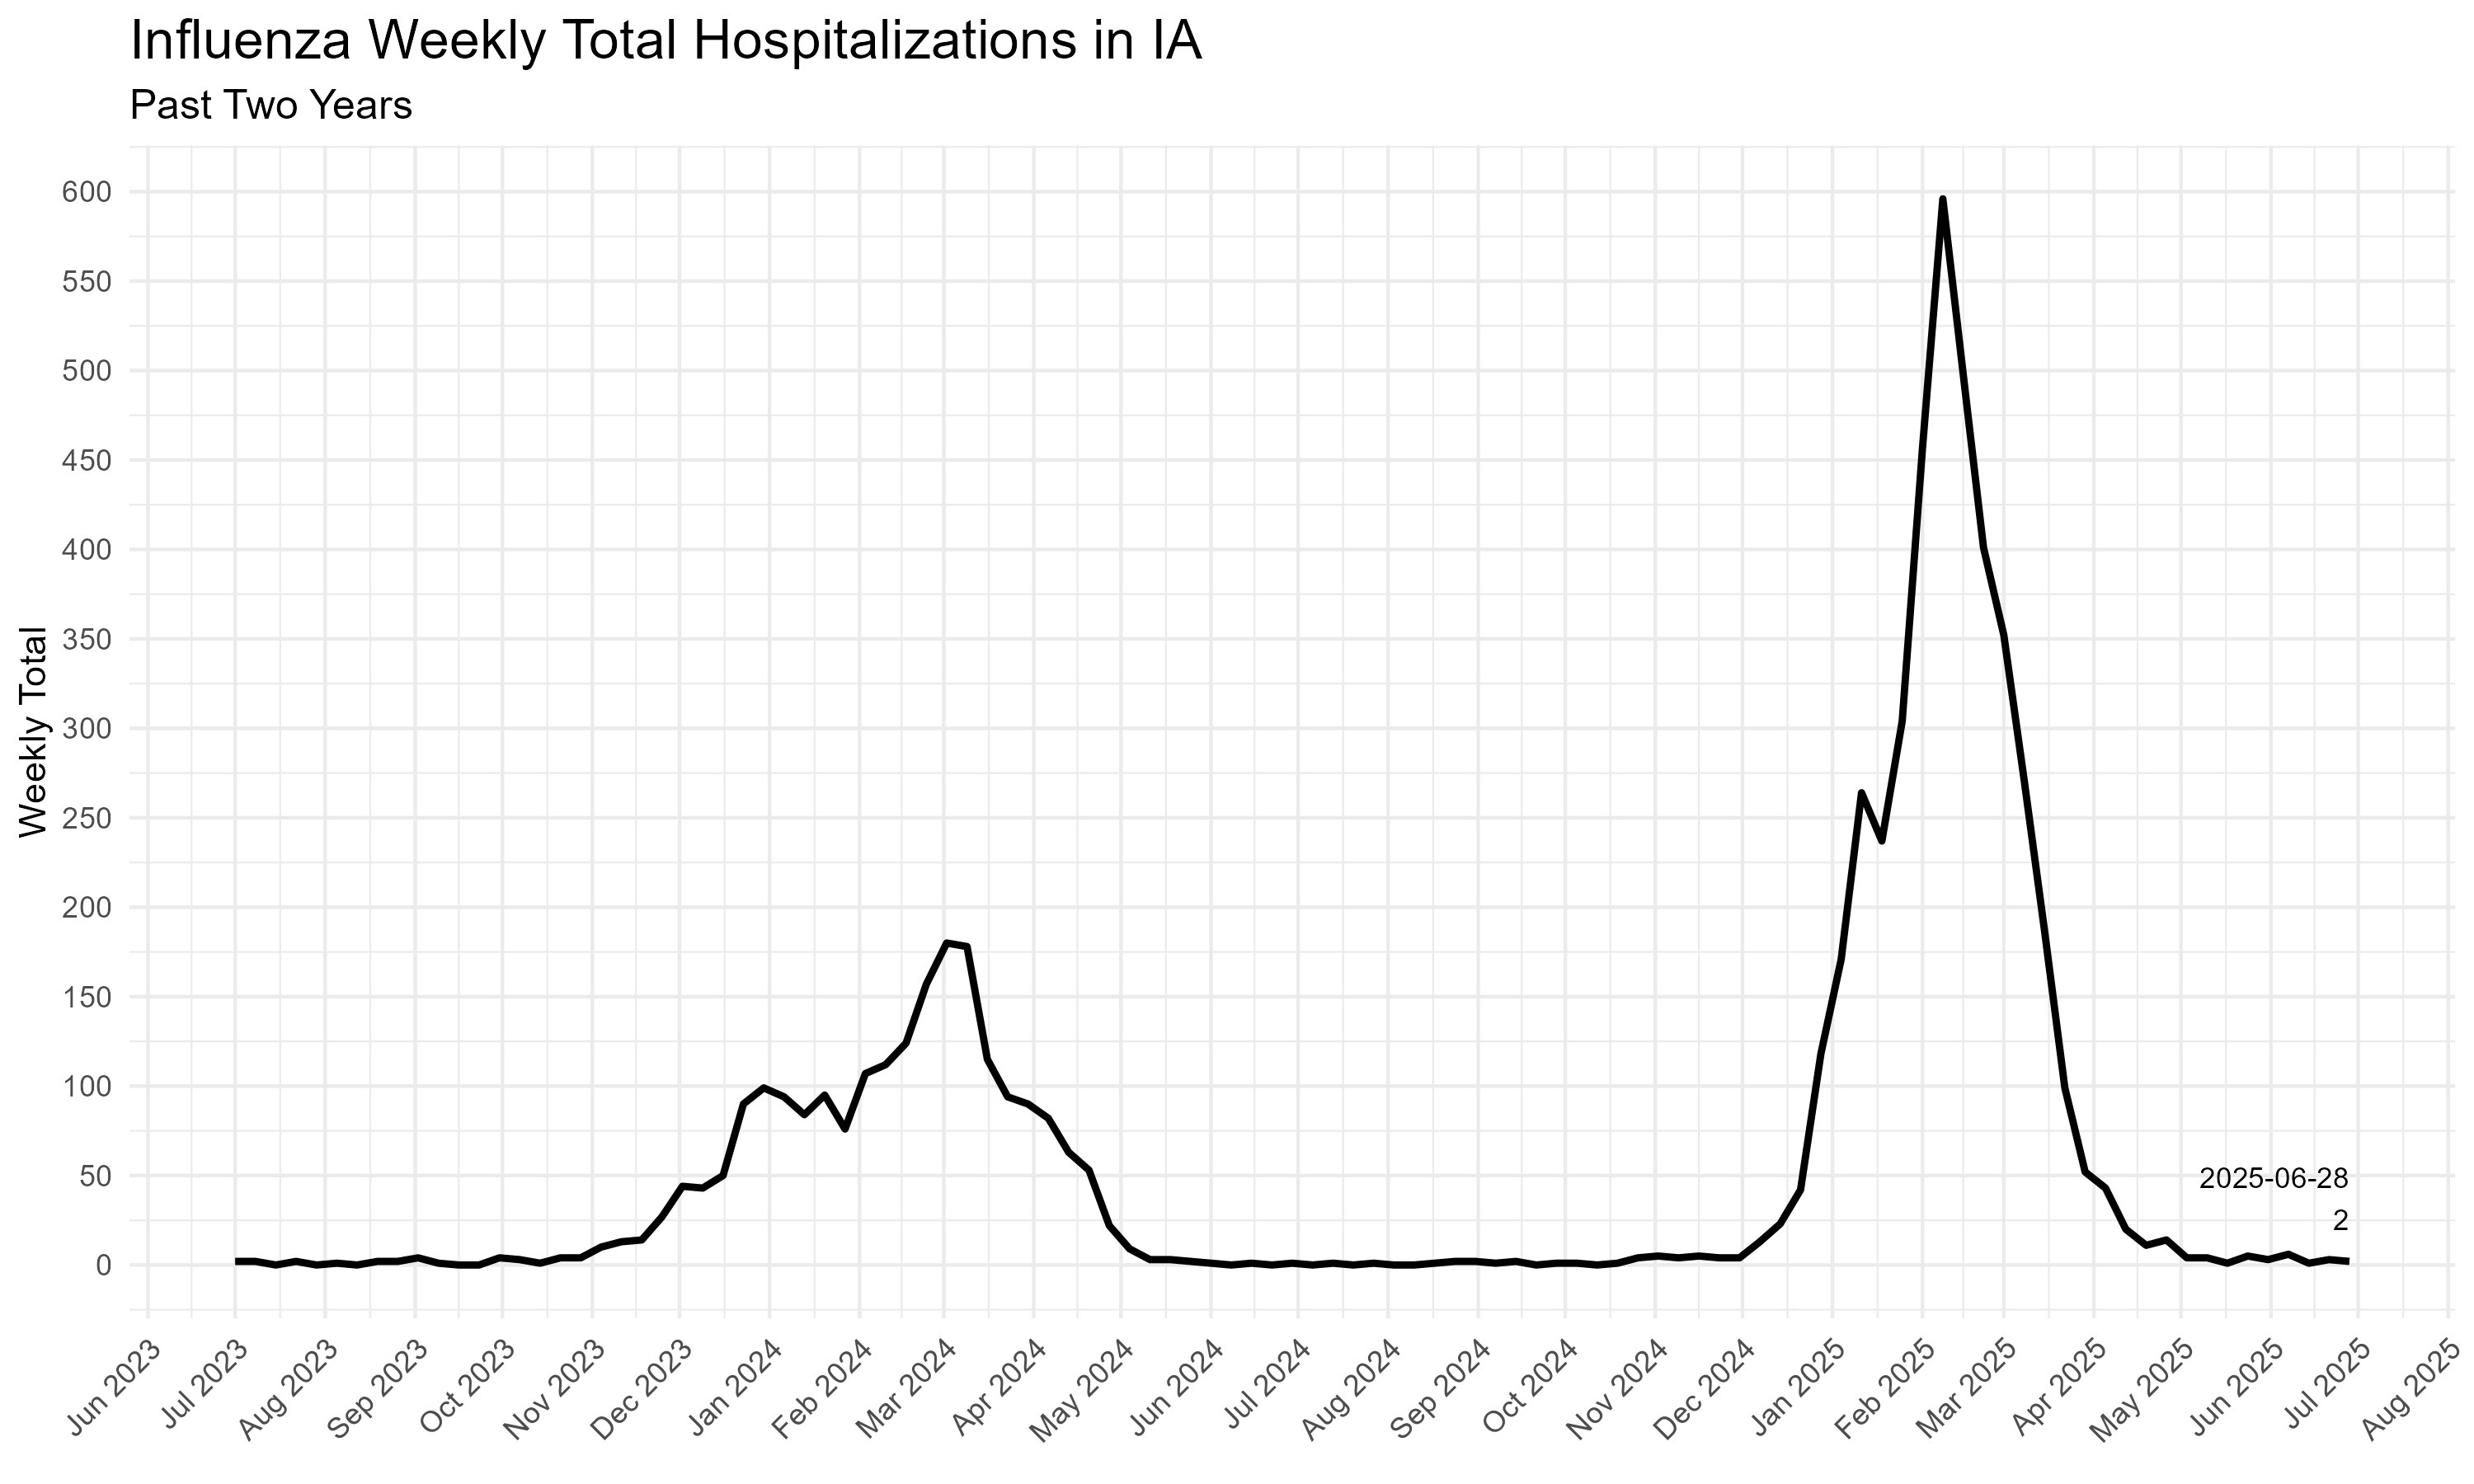 Influenza Weekly Total Hospitalizations in IA
Past Two Years
Weekly Total
600
550
500
450
400
350
300
250
200
150
100
50
0
2025-06-28
2
Jun 2023
Jul 2023
Aug 2023
Sep 2023
Oct 2023
Nov 2023
Dec 2023
Jan 2024
Feb 2024
Mar 2024
Apr 2024
May 2024
Jun 2024
Jul 2024
Aug 2024
Sep 2024
Oct 2024
Nov 2024
Dec 2024
Jan 2025
Feb 2025
Mar 2025
Apr 2025
May 2025
Jun 2025
Jul 2025
Aug 2025